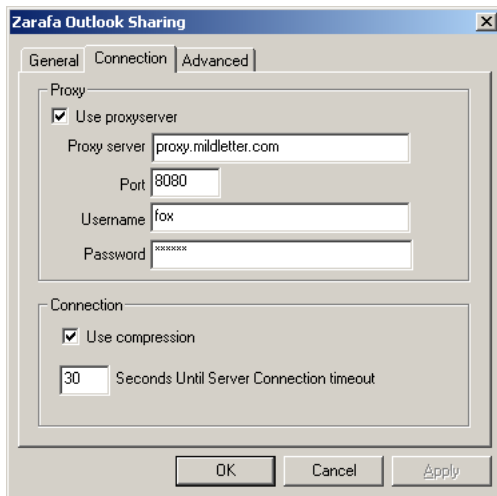 Zarafa Outlook Sharing
General Connection Advanced
Proxy
Use proxyserver
Proxy server proxy.mildletter.com
Port 8080
Username fox
Password ******
Connection
Use compression
30 Seconds Until Server Connection timeout
OK Cancel Apply